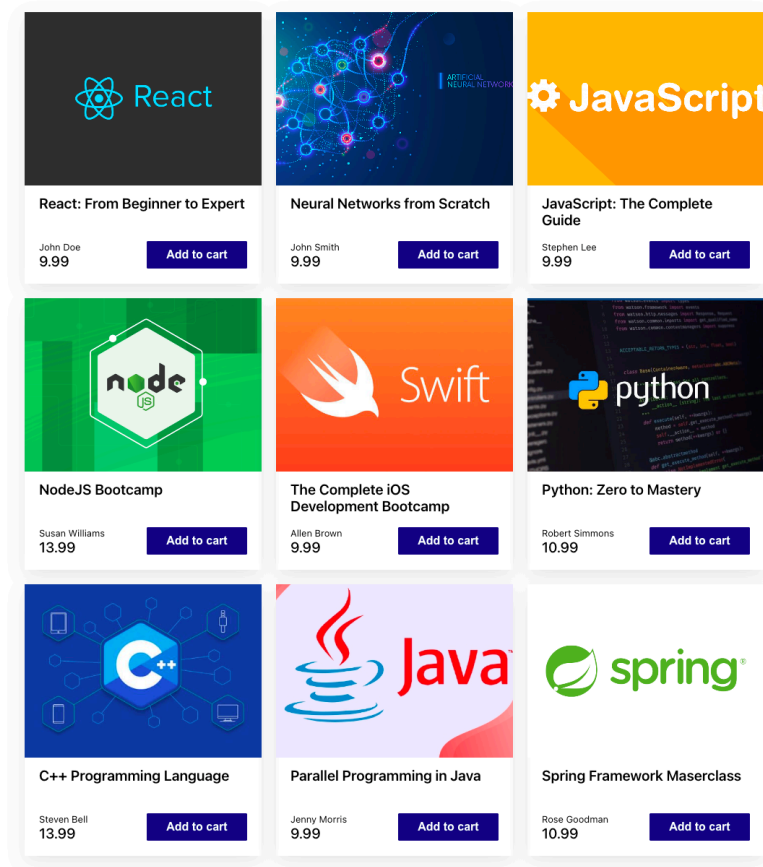 React
ARTIFICIAL
NEURAL NETWORK
JavaScript
React: From Beginner to Expert
Neural Networks from Scratch
JavaScript: The Complete
Guide
John Doe
9.99
Add to cart
John Smith
9.99
Add to cart
Stephen Lee
9.99
Add to cart
node
JS
Swift
python
NodeJS Bootcamp
The Complete iOS
Development Bootcamp
Python: Zero to Mastery
Susan Williams
13.99
Add to cart
Allen Brown
9.99
Add to cart
Robert Simmons
10.99
Add to cart
C++
Java
spring
C++ Programming Language
Parallel Programming in Java
Spring Framework Maserclass
Steven Bell
13.99
Add to cart
Jenny Morris
9.99
Add to cart
Rose Goodman
10.99
Add to cart